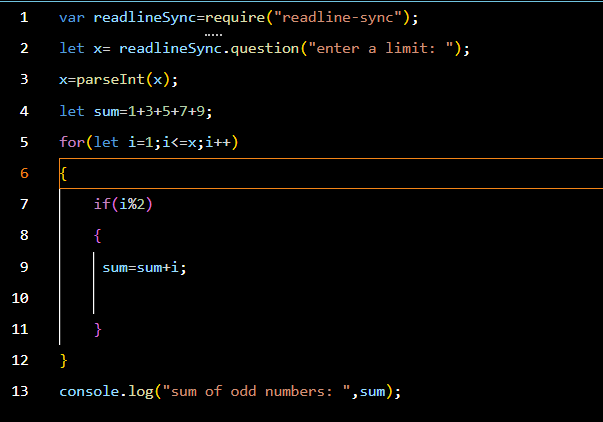 1 var readlineSync=require("readline-sync");
2 let x= readlineSync.question("enter a limit: ");
3 x=parseInt(x);
4 let sum=1+3+5+7+9;
5 for(let i=1;i<=x;i++)
6 {
7 if(i%2)
8 {
9 sum=sum+i;
10
11 }
12 }
13 console.log("sum of odd numbers: ",sum);